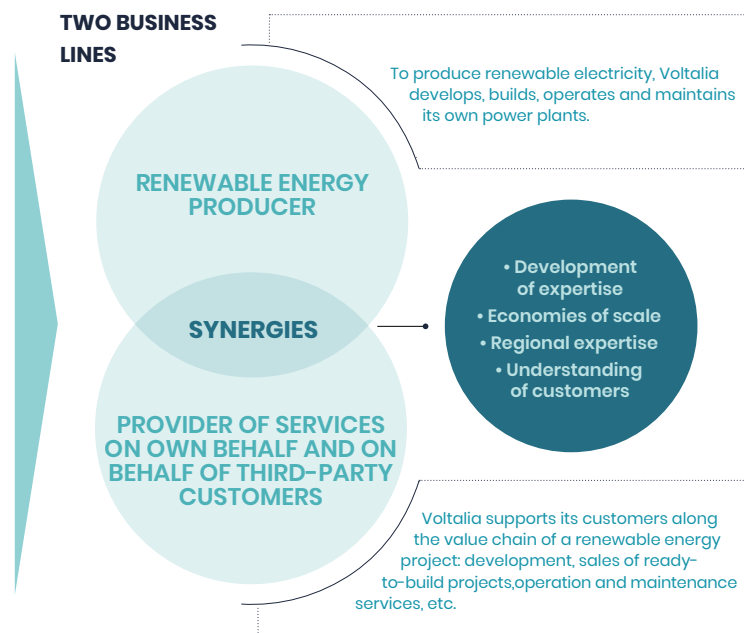 TWO BUSINESS
LINES
To produce renewable electricity, Voltalia
develops, builds, operates and maintains
its own power plants.
RENEWABLE ENERGY
PRODUCER
SYNERGIES
• Development
of expertise
• Economies of scale
• Regional expertise
• Understanding
of customers
PROVIDER OF SERVICES
ON OWN BEHALF AND ON
BEHALF OF THIRD-PARTY
CUSTOMERS
Voltalia supports its customers along
the value chain of a renewable energy
project: development, sales of ready-
to-build projects,operation and maintenance
services, etc.